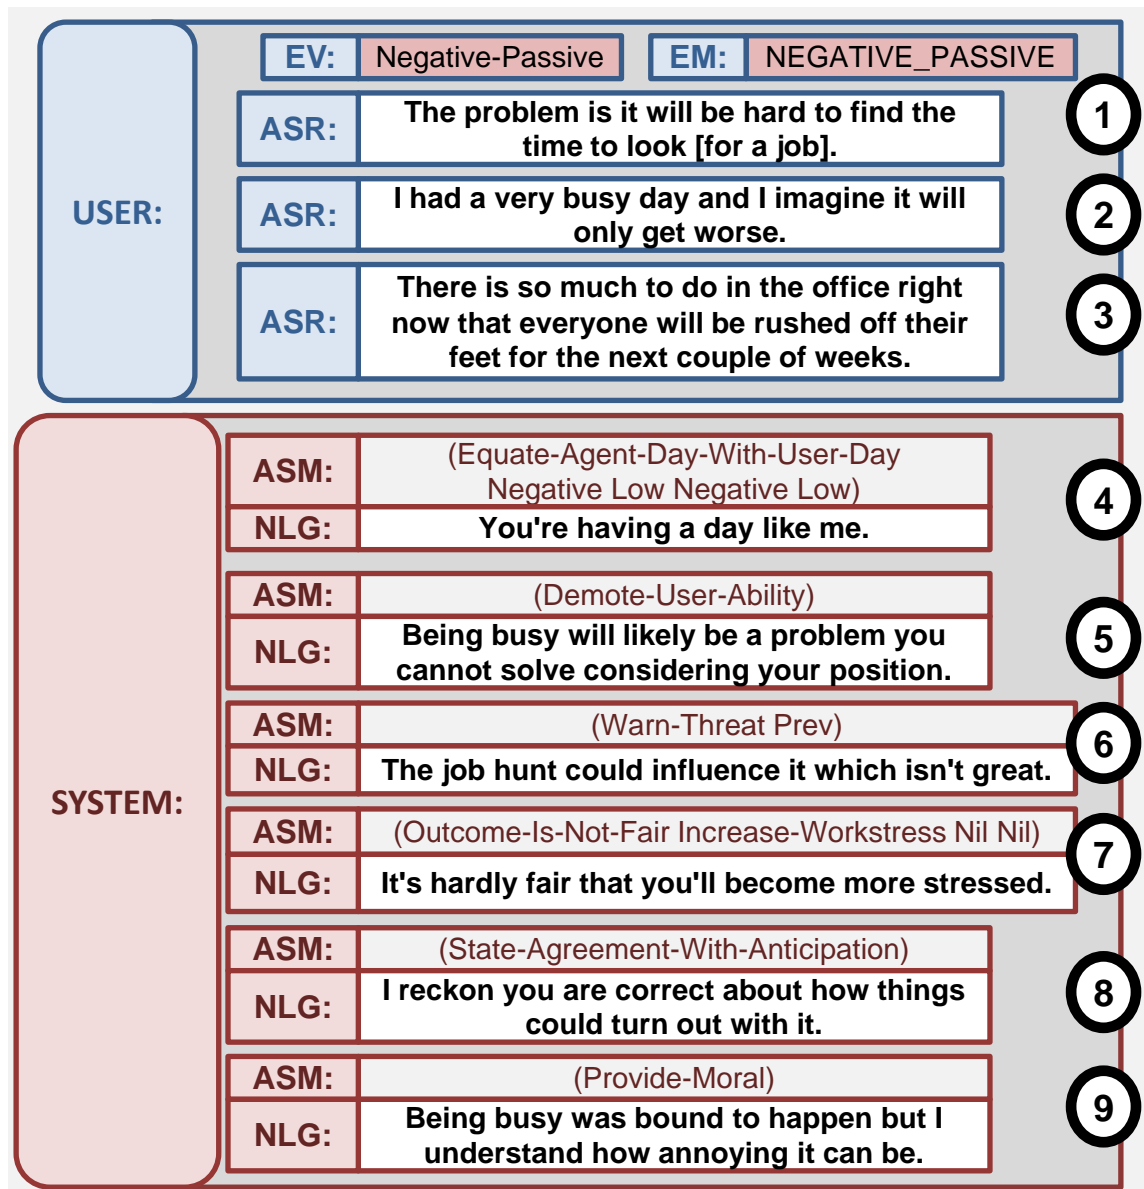 EV: Negative-Passive EM: NEGATIVE_PASSIVE
1
ASR: The problem is it will be hard to find the
time to look [for a job].
2
USER:
ASR: I had a very busy day and I imagine it will
only get worse.
3
ASR: There is so much to do in the office right
now that everyone will be rushed off their
feet for the next couple of weeks.
SYSTEM:
4
ASM: (Equate-Agent-Day-With-User-Day
Negative Low Negative Low)
NLG: You're having a day like me.
5
ASM: (Demote-User-Ability)
NLG: Being busy will likely be a problem you
cannot solve considering your position.
6
ASM: (Warn-Threat Prev)
NLG: The job hunt could influence it which isn't great.
7
ASM: (Outcome-Is-Not-Fair Increase-Workstress Nil Nil)
NLG: It's hardly fair that you'll become more stressed.
8
ASM: (State-Agreement-With-Anticipation)
NLG: I reckon you are correct about how things
could turn out with it.
9
ASM: (Provide-Moral)
NLG: Being busy was bound to happen but I
understand how annoying it can be.